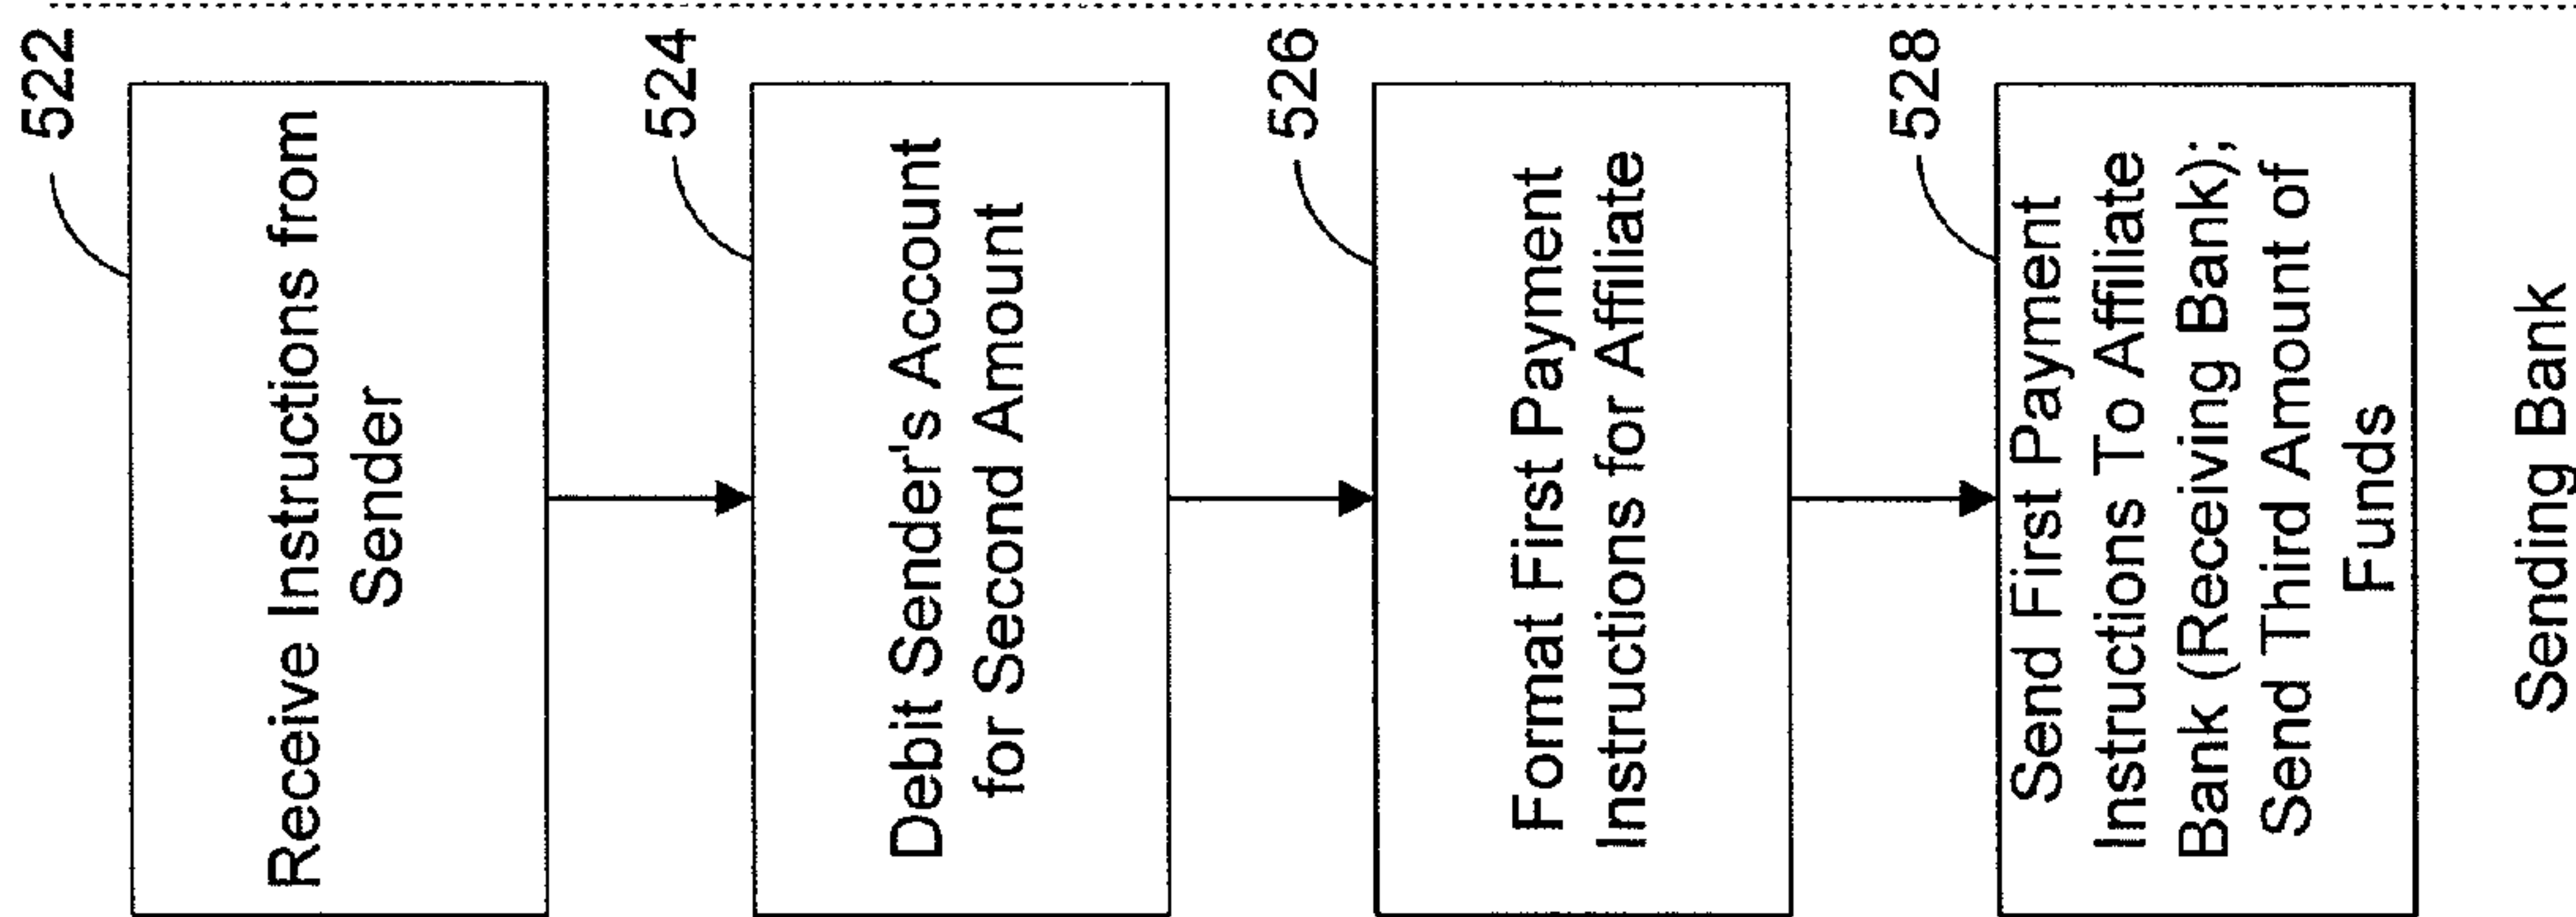 522
Receive Instructions from
Sender
524
Debit Sender's Account
for Second Amount
526
Format First Payment
Instructions for Affiliate
528
Send First Payment
Instructions To Affiliate
Bank (Receiving Bank);
Send Third Amount of
Funds
Sending Bank